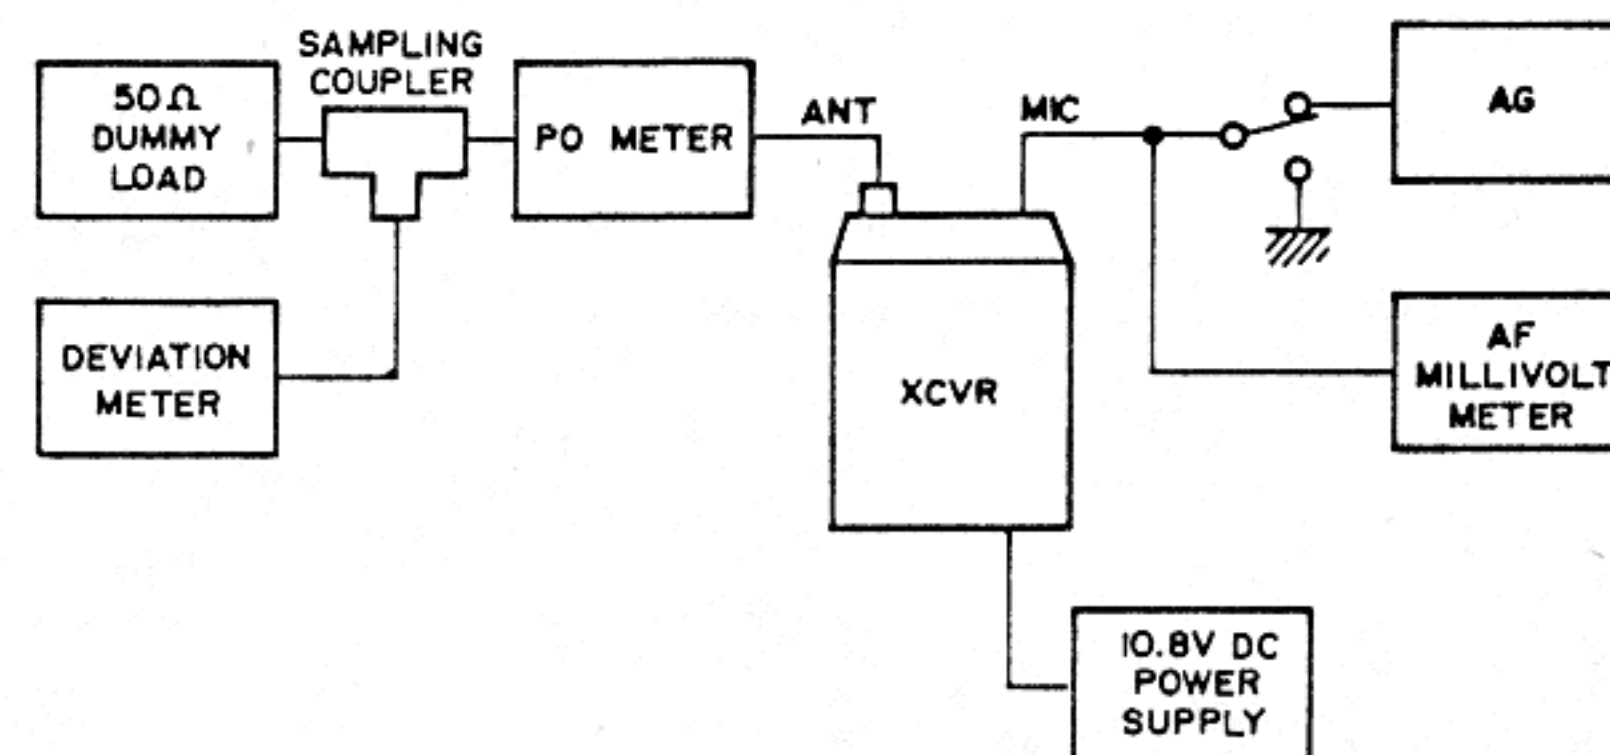 SAMPLING
COUPLER
50Ω
DUMMY
LOAD
PO METER
ANT
MIC
AG
DEVIATION
METER
XCVR
AF
MILLIVOLT
METER
10.8V DC
POWER
SUPPLY